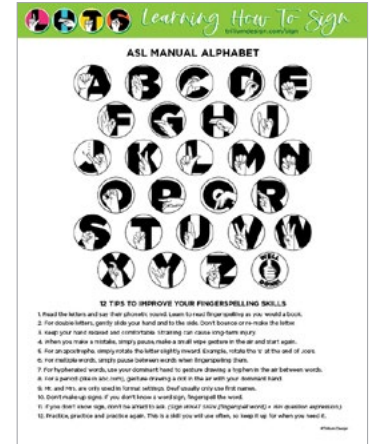 L H T S Learning How To Sign
trilliumdesign.com/sign
ASL MANUAL ALPHABET
A B C D E
F G H I
J K L M N
O P Q R
S T U V W
X Y Z WELL DONE!
12 TIPS TO IMPROVE YOUR FINGERSPELLING SKILLS
1. Read the letters and say their phonetic sound. Learn to read fingerspelling as you would a book.
2. For double letters, gently slide your hand and to the side. Don't bounce or re-make the letter.
3. Keep your hand relaxed and comfortable. Straining can cause long-term injury.
4. When you make a mistake, simply pause, make a small wipe gesture in the air and start again.
5. For an apostrophe, simply rotate the letter slightly inward. Example, rotate the 's' at the end of
6. For multiple words, simply pause between words when fingerspelling them.
7. For hyphenated words, use your dominant hand to gesture drawing a hyphen in the air between words.
8. For a period (like in abc.com), gesture drawing a dot in the air with your dominant hand.
9. Mr. and Mrs. are only used in formal settings. Deaf usually only use first names.
10. Don't make up signs. If you don't know a word sign, fingerspell the word.
11. If you don't know sign, don't be afraid to ask. (Sign WHAT SIGN (fingerspell word) + WH question expression.)
12. Practice, practice and practice again. This is a skill you will use often, so keep it up for when you need it.
©Trillium Design